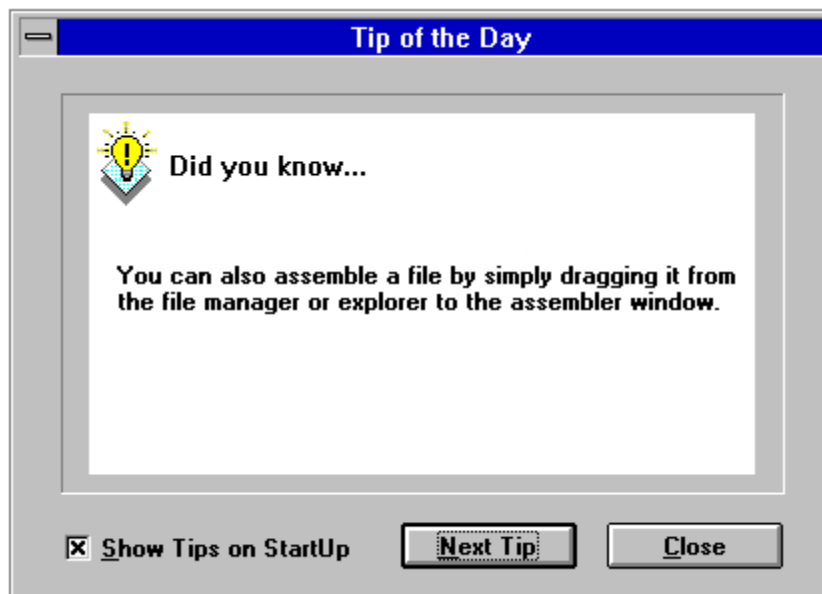 Tip of the Day
Did you know...
You can also assemble a file by simply dragging it from
the file manager or explorer to the assembler window.
Show Tips on StartUp
Next Tip
Close